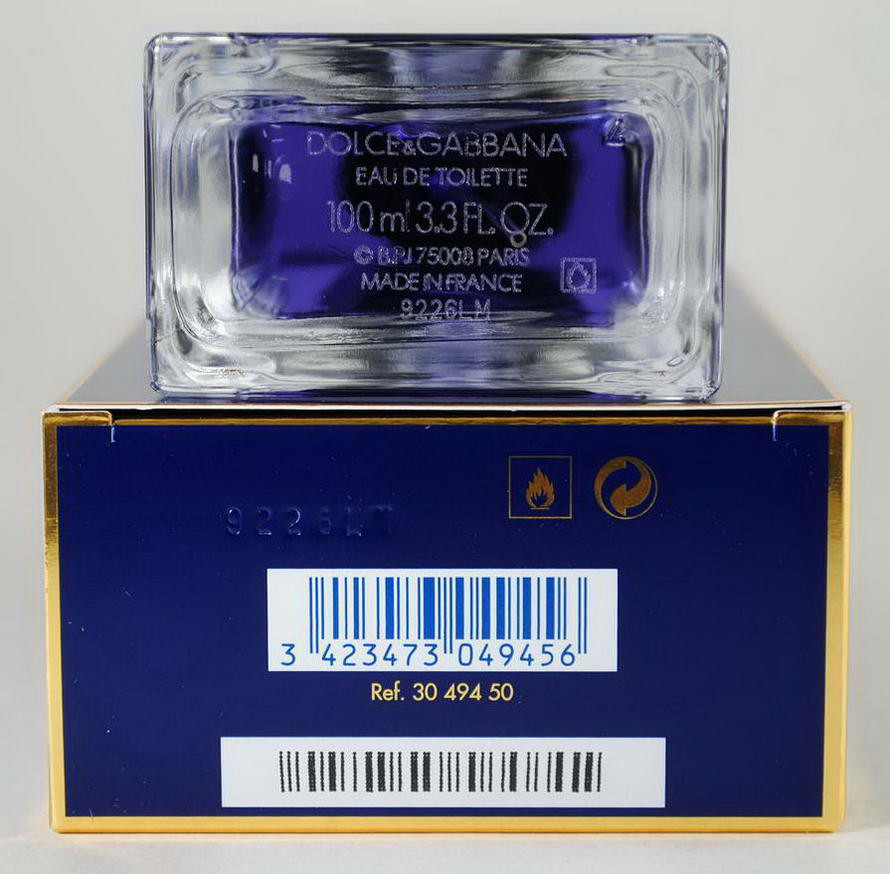 DOLCE&GABBANA
EAU DE TOILETTE
100 ml 3.3 FL. OZ.
© B.P.I 75008 PARIS
MADE IN FRANCE
9226LM
9226LM
3 423473 049456
Ref. 30 494 50